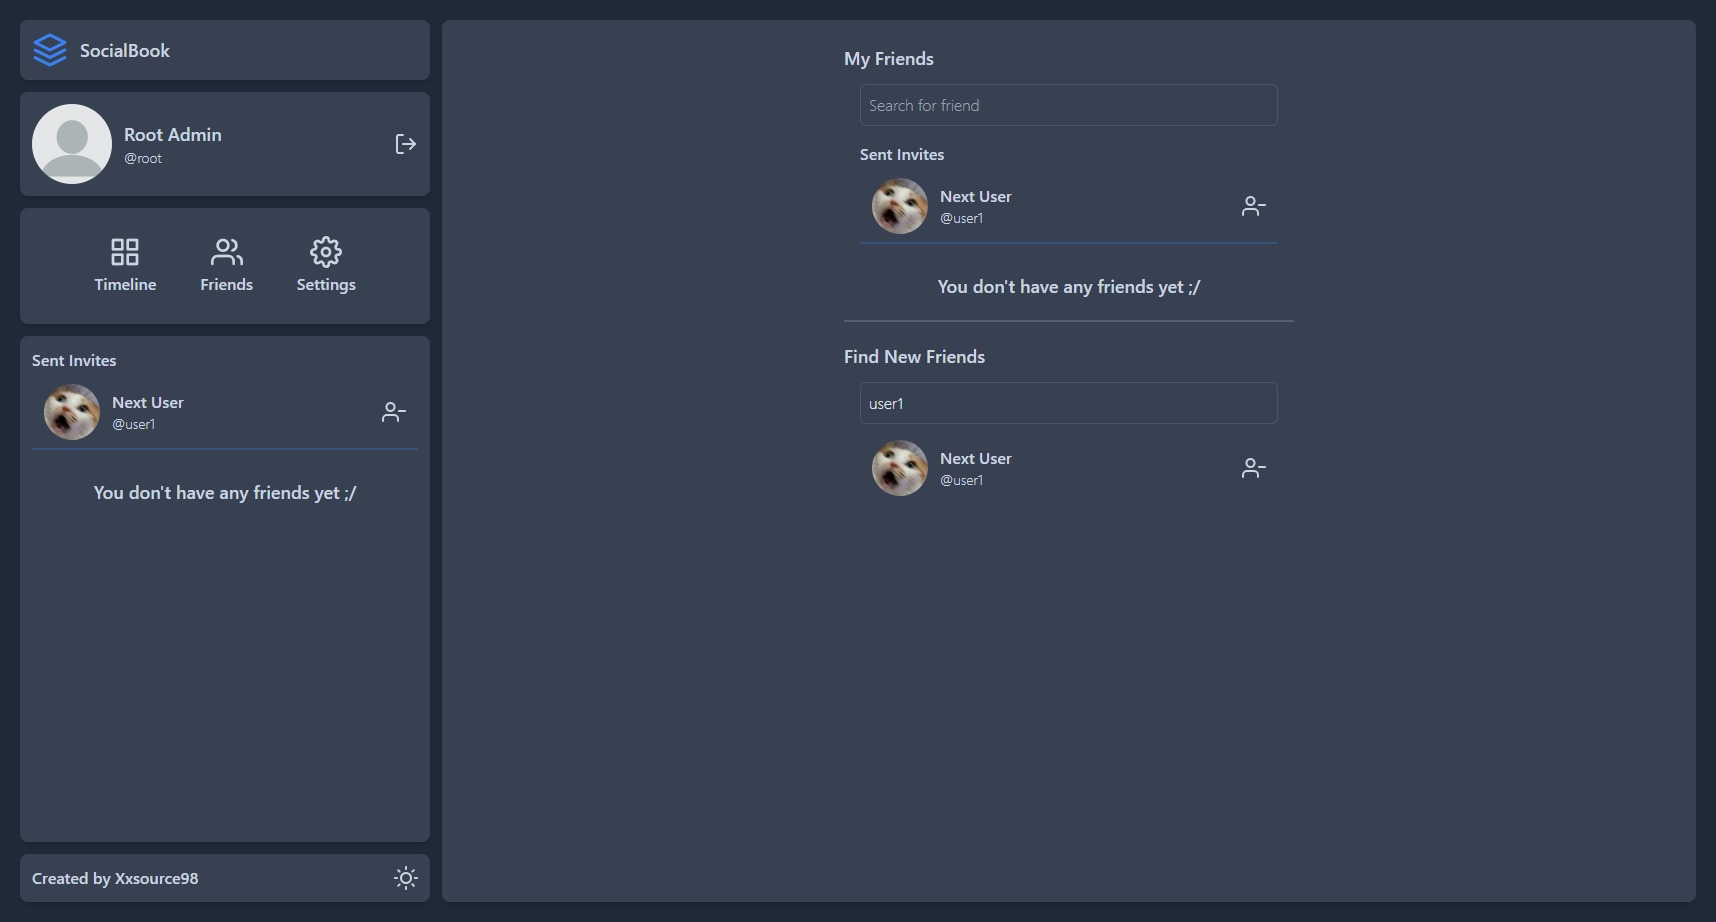 SocialBook
Root Admin
@root
Timeline
Friends
Settings
Sent Invites
Next User
@user1
You don't have any friends yet ;/
Created by Xxsource98
My Friends
Search for friend
Sent Invites
Next User
@user1
You don't have any friends yet ;/
Find New Friends
user1
Next User
@user1